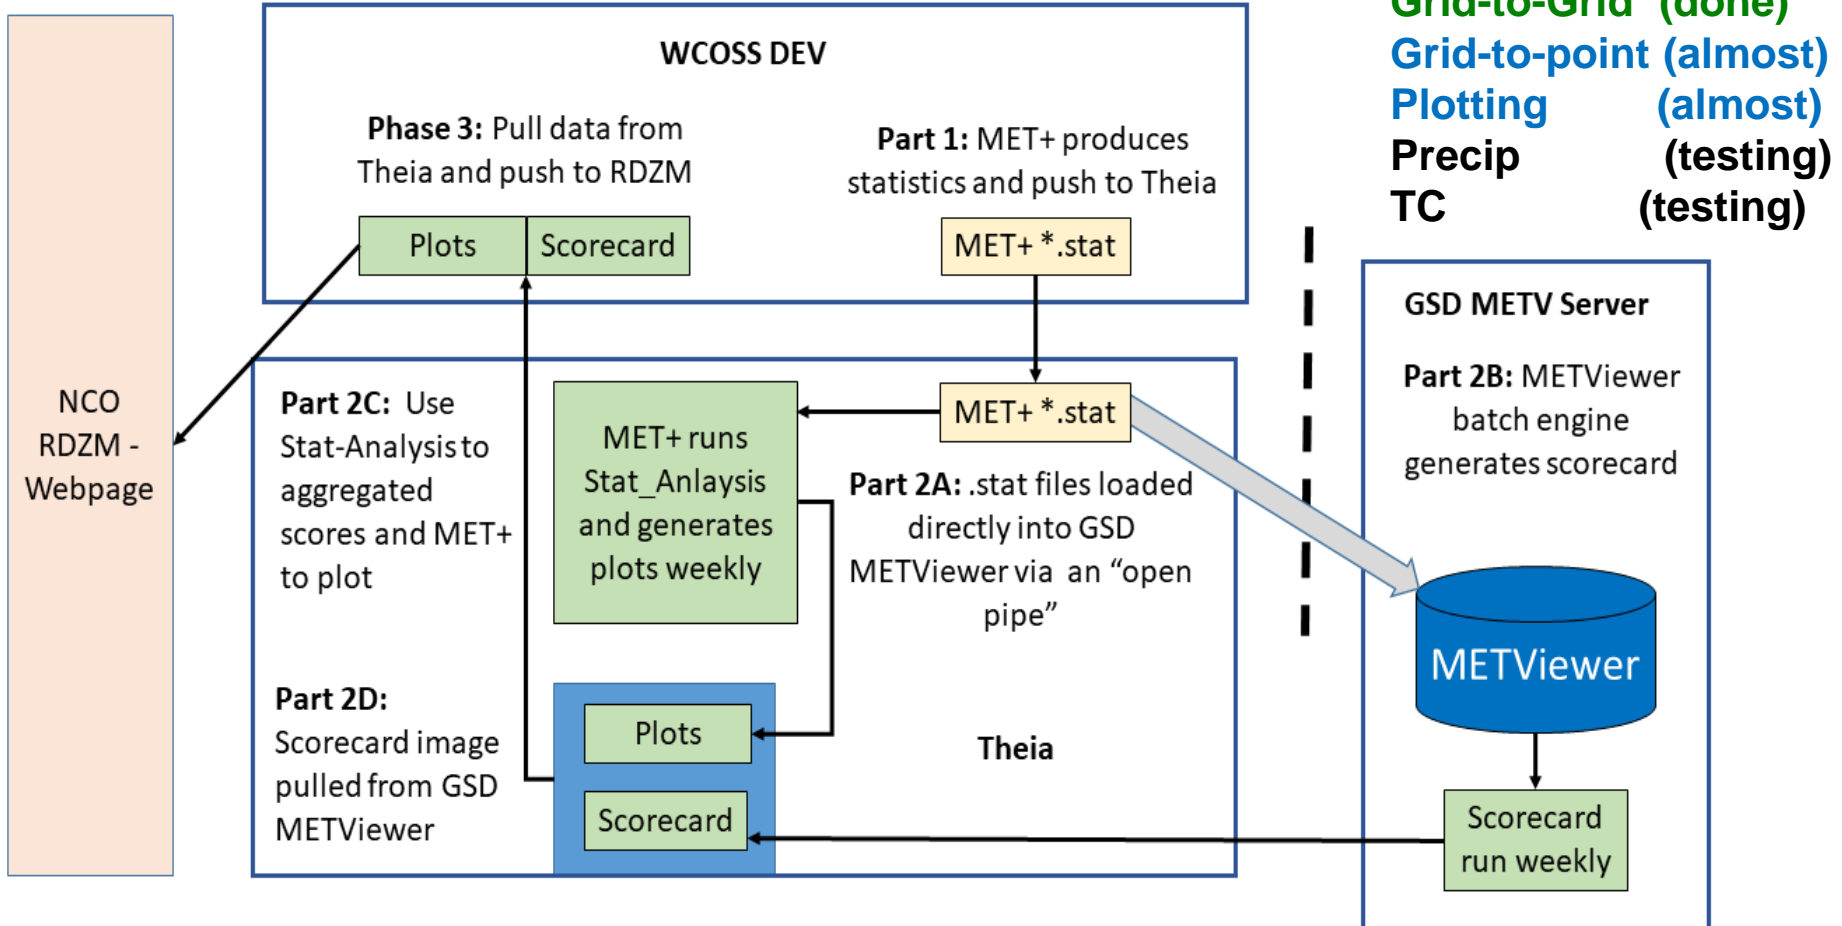 Grid-to-Grid (done)
Grid-to-point (almost)
Plotting (almost)
Precip (testing)
TC (testing)
WCOSS DEV
Phase 3: Pull data from
Theia and push to RDZM
Plots
Scorecard
Part 1: MET+ produces
statistics and push to Theia
MET+ *.stat
NCO
RDZM -
Webpage
Part 2C: Use
Stat-Analysis to
aggregated
scores and MET+
to plot
MET+ runs
Stat_Anlaysis
and generates
plots weekly
MET+ *.stat
Part 2A: .stat files loaded
directly into GSD
METViewer via an “open
pipe”
Part 2D:
Scorecard image
pulled from GSD
METViewer
Plots
Scorecard
Theia
GSD METV Server
Part 2B: METViewer
batch engine
generates scorecard
METViewer
Scorecard
run weekly